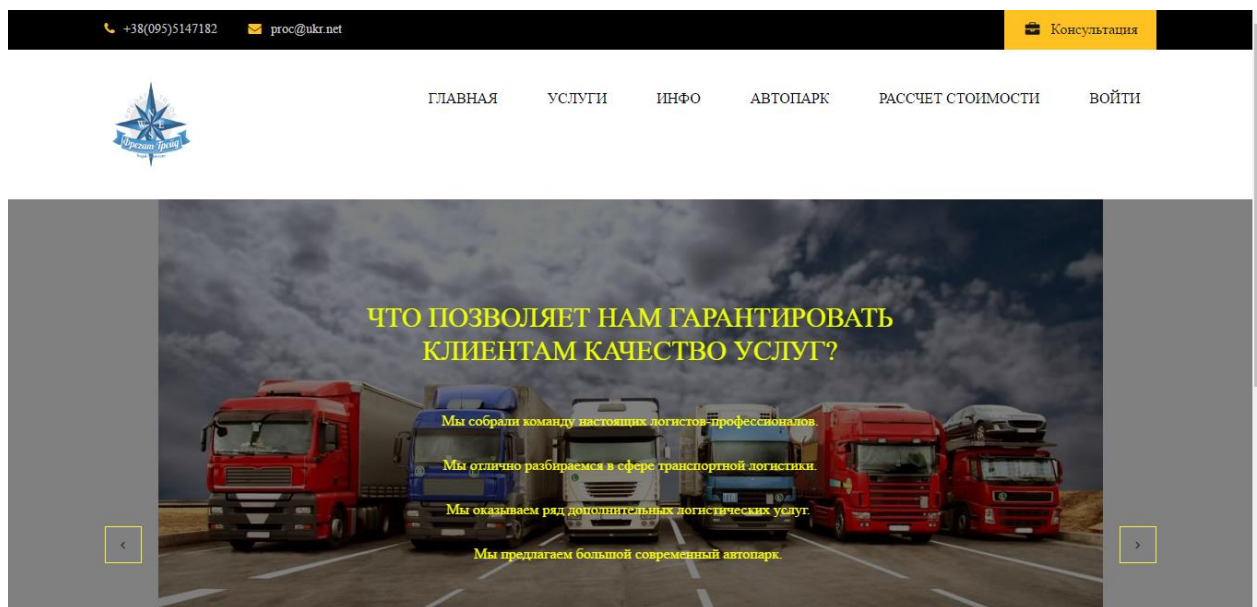 +38(095)5147182
proc@ukr.net
Консультация
N
W E
S
Фрегат Трейд
ГЛАВНАЯ
УСЛУГИ
ИНФО
АВТОПАРК
РАССЧЕТ СТОИМОСТИ
ВОЙТИ
ЧТО ПОЗВОЛЯЕТ НАМ ГАРАНТИРОВАТЬ
КЛИЕНТАМ КАЧЕСТВО УСЛУГ?
Мы собрали команду настоящих логистов-профессионалов.
Мы отлично разбираемся в сфере транспортной логистики.
Мы оказываем ряд дополнительных логистических услуг.
Мы предлагаем большой современный автопарк.